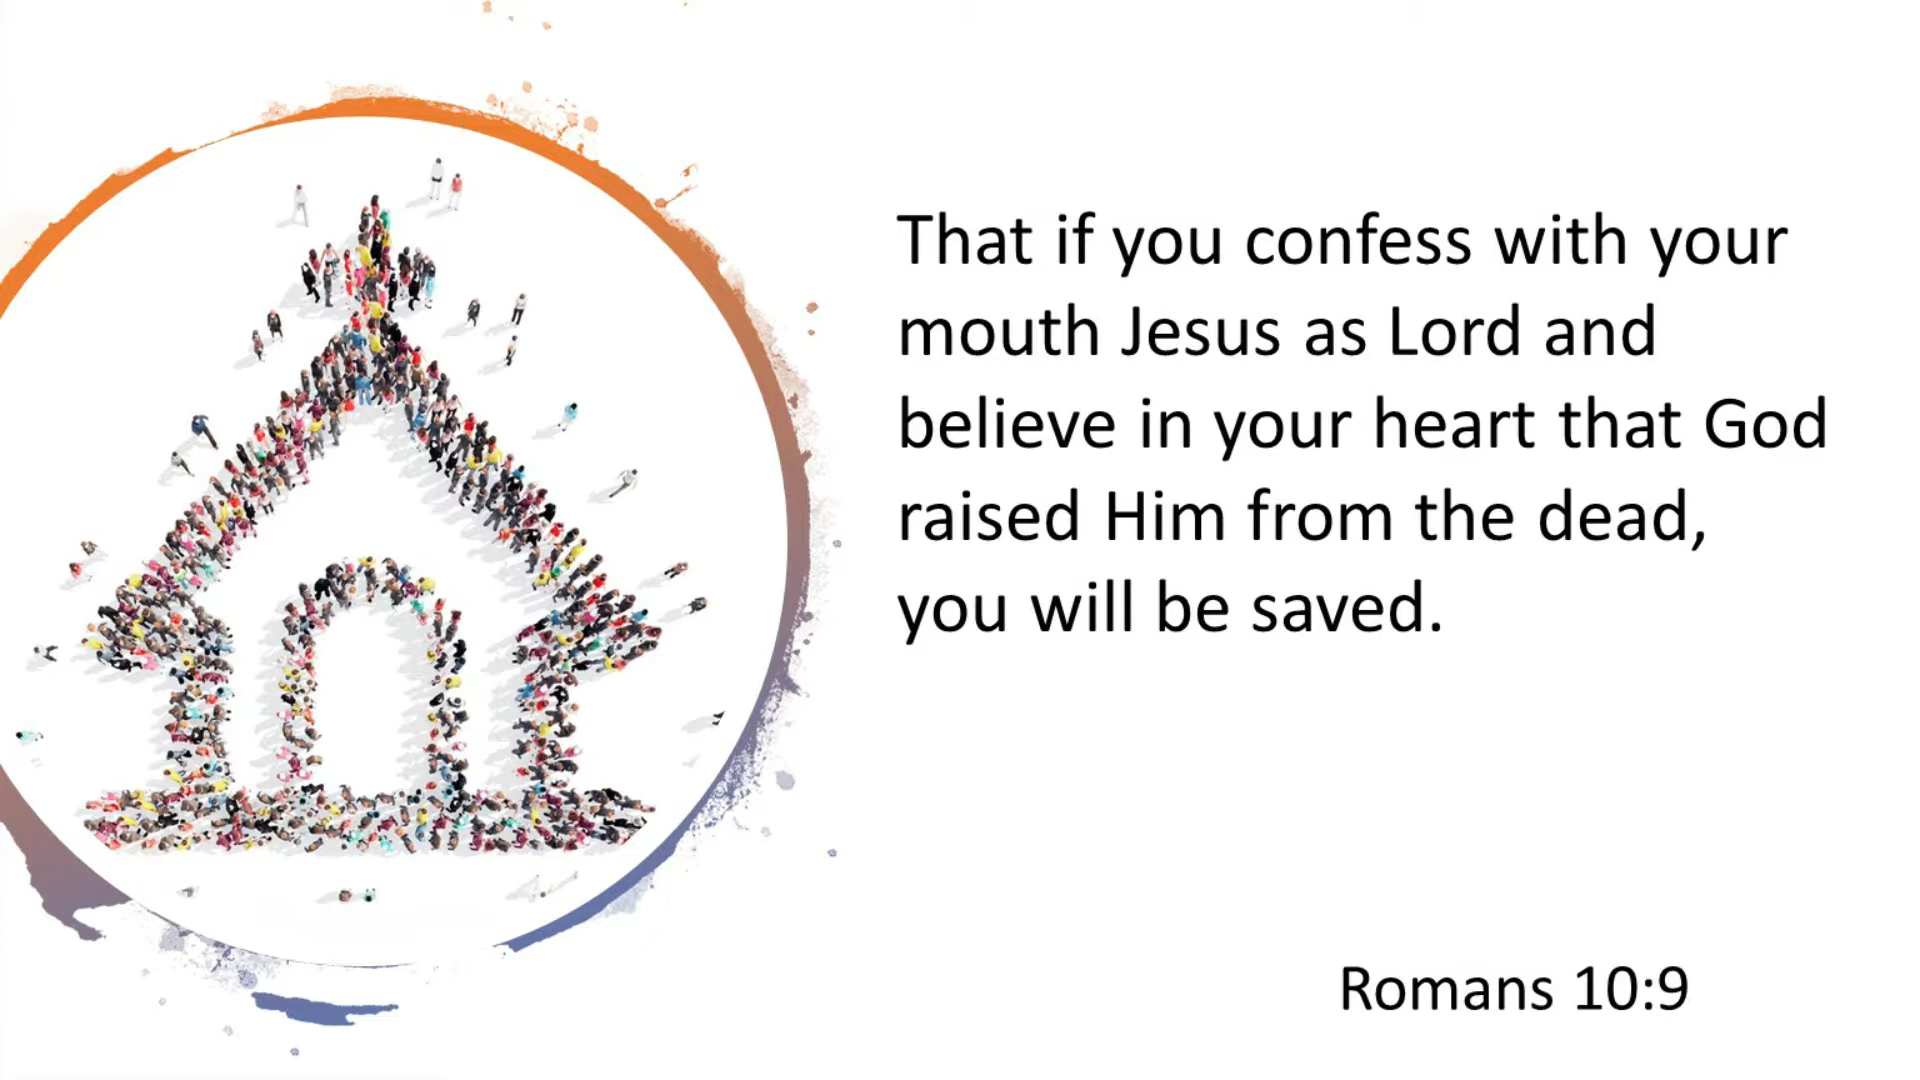 That if you confess with your
mouth Jesus as Lord and
believe in your heart that God
raised Him from the dead,
you will be saved.
Romans 10:9